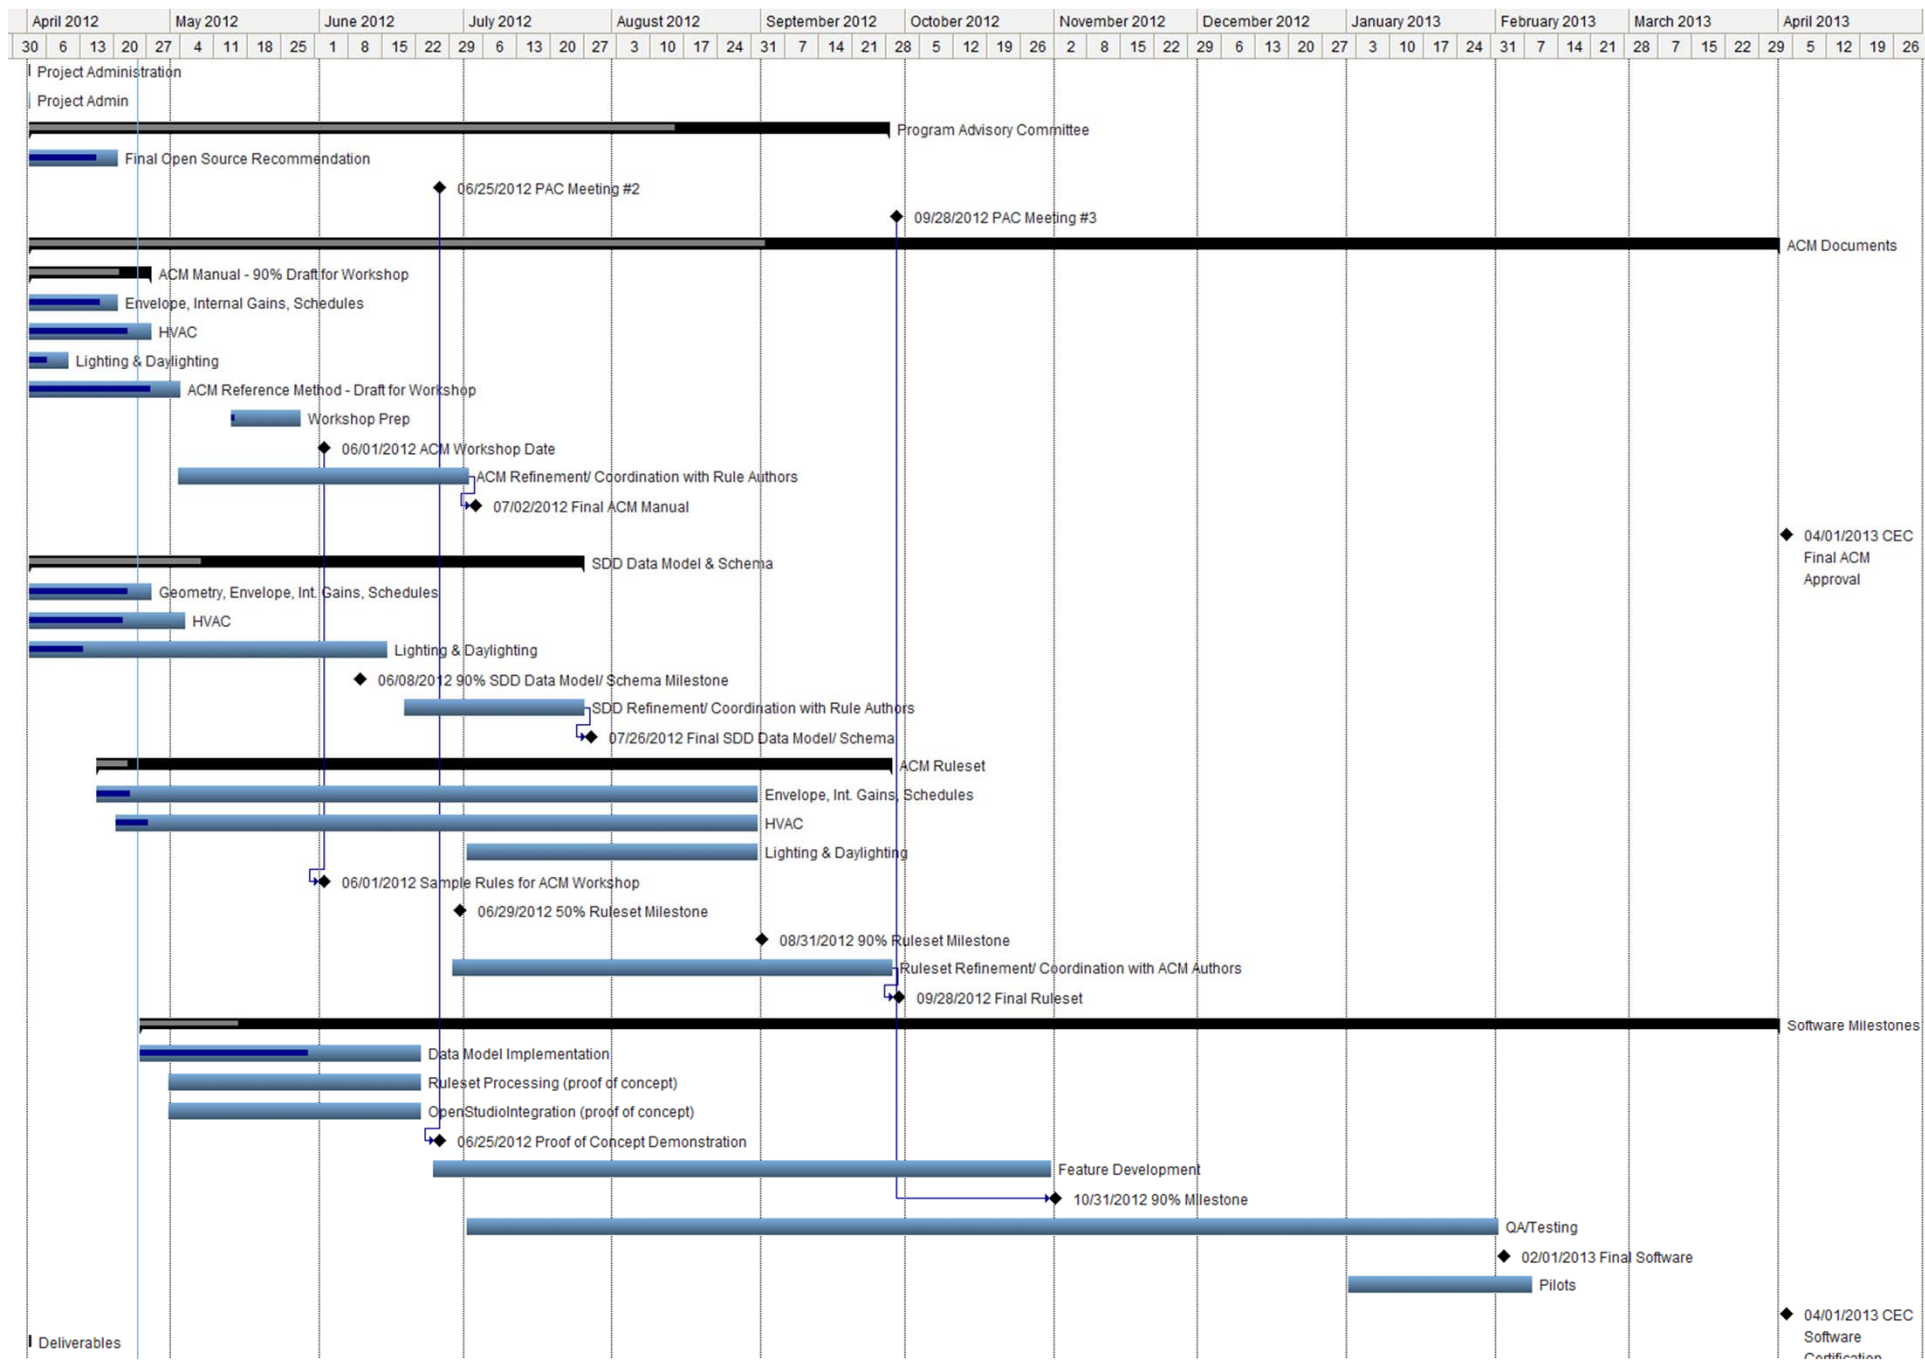 April 2012 May 2012 June 2012 July 2012 August 2012 September 2012 October 2012 November 2012 December 2012 January 2013 February 2013 March 2013 April 2013
30 6 13 20 27 4 11 18 25 1 8 15 22 29 6 13 20 27 3 10 17 24 31 7 14 21 28 5 12 19 26 2 8 15 22 29 6 13 20 27 3 10 17 24 31 7 14 21 28 7 15 22 29 5 12 19 26
Project Administration
Project Admin
Program Advisory Committee
Final Open Source Recommendation
06/25/2012 PAC Meeting #2
09/28/2012 PAC Meeting #3
ACM Documents
ACM Manual - 90% Draft for Workshop
Envelope, Internal Gains, Schedules
HVAC
Lighting & Daylighting
ACM Reference Method - Draft for Workshop
Workshop Prep
06/01/2012 ACM Workshop Date
ACM Refinement/ Coordination with Rule Authors
07/02/2012 Final ACM Manual
04/01/2013 CEC
Final ACM
Approval
SDD Data Model & Schema
Geometry, Envelope, Int. Gains, Schedules
HVAC
Lighting & Daylighting
06/08/2012 90% SDD Data Model/ Schema Milestone
SDD Refinement/ Coordination with Rule Authors
07/26/2012 Final SDD Data Model/ Schema
ACM Ruleset
Envelope, Int. Gains, Schedules
HVAC
Lighting & Daylighting
06/01/2012 Sample Rules for ACM Workshop
06/29/2012 50% Ruleset Milestone
08/31/2012 90% Ruleset Milestone
Ruleset Refinement/ Coordination with ACM Authors
09/28/2012 Final Ruleset
Software Milestones
Data Model Implementation
Ruleset Processing (proof of concept)
OpenStudioIntegration (proof of concept)
06/25/2012 Proof of Concept Demonstration
Feature Development
10/31/2012 90% Milestone
QA/Testing
02/01/2013 Final Software
Pilots
04/01/2013 CEC
Software
Certification
Deliverables